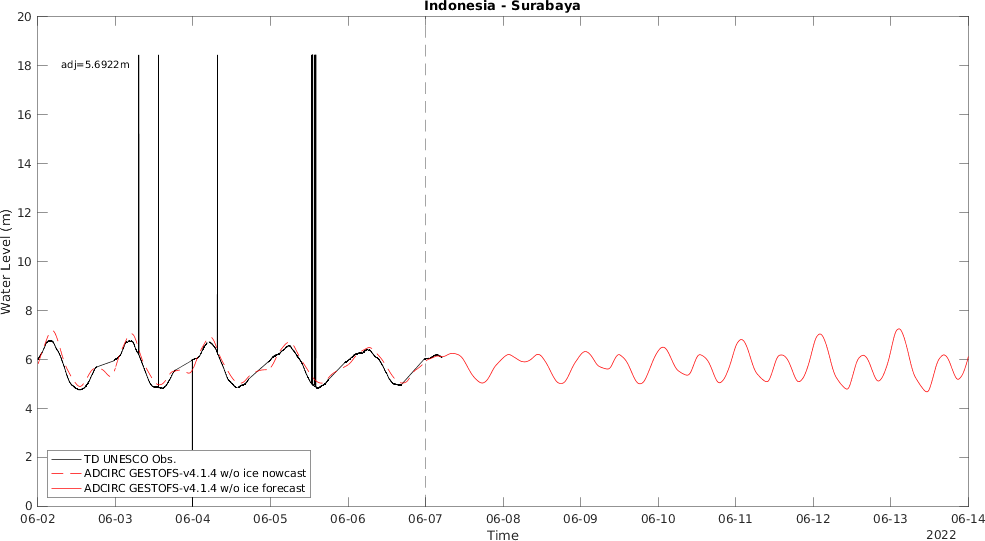 Indonesia - Surabaya
20
18
16
14
12
10
8
6
4
2
0
Water Level (m)
adj=5.6922m
TD UNESCO Obs.
ADCIRC GESTOFS-v4.1.4 w/o ice nowcast
ADCIRC GESTOFS-v4.1.4 w/o ice forecast
06-02 06-03 06-04 06-05 06-06 06-07 06-08 06-09 06-10 06-11 06-12 06-13 06-14
Time
2022